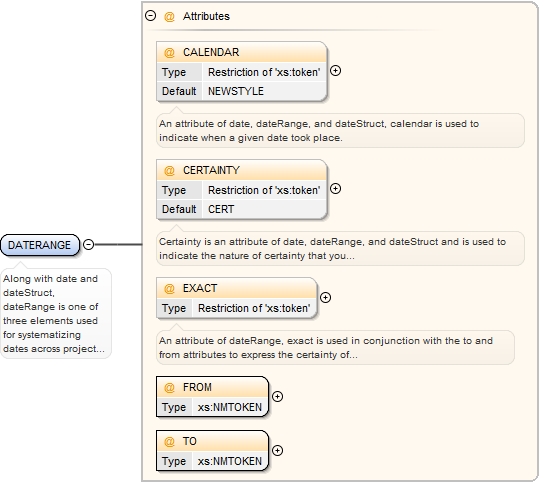 Attributes
CALENDAR
Type Restriction of 'xs:token'
Default NEWSTYLE
An attribute of date, dateRange, and dateStruct, calendar is used to
indicate when a given date took place.
CERTAINTY
Type Restriction of 'xs:token'
Default CERT
Certainty is an attribute of date, dateRange, and dateStruct and is used to
indicate the nature of certainty that you...
DATERANGE
Along with date and
dateStruct,
dateRange is one of
three elements used
for systematizing
dates across project...
EXACT
Type Restriction of 'xs:token'
An attribute of dateRange, exact is used in conjunction with the to and
from attributes to express the certainty of...
FROM
Type xs:NMTOKEN
TO
Type xs:NMTOKEN